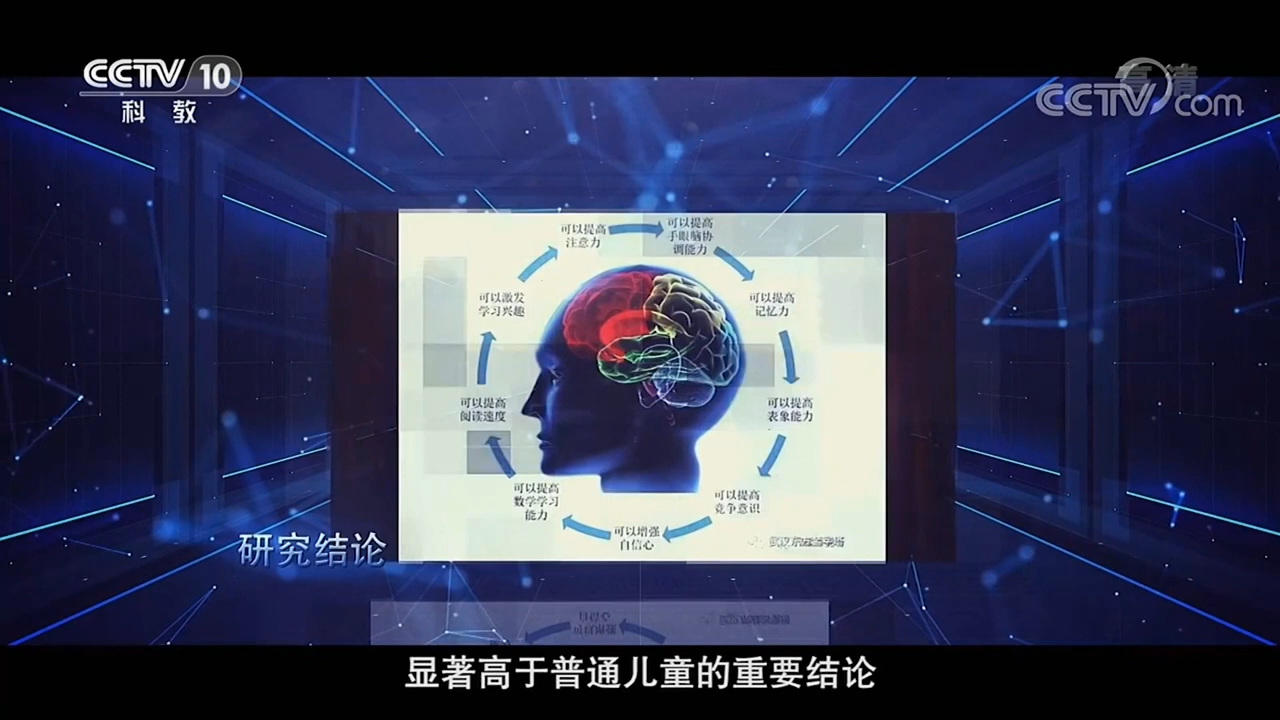 CCTV 10
科教
高清
CCTV.com
可以提高
注意力
可以提高
手眼脑协
调能力
可以激发
学习兴趣
可以提高
记忆力
可以提高
阅读速度
可以提高
表象能力
可以提高
数学学习
能力
可以提高
竞争意识
可以增强
自信心
研究结论
显著高于普通儿童的重要结论